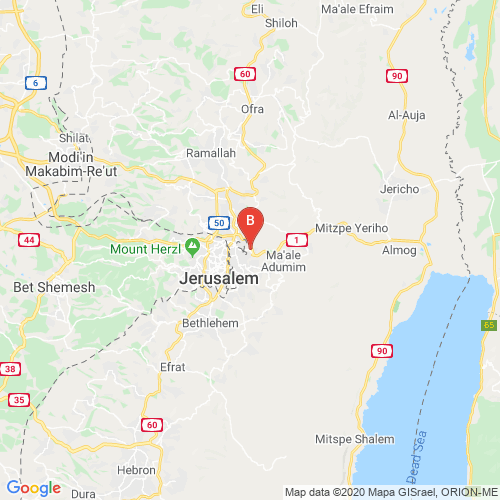 Eli
Ma'ale Efraim
Shiloh
60
90
6
Ofra
Al-Auja
Shilat
Modi'in
Makabim-Re'ut
Ramallah
Jericho
50
B
Mitzpe Yeriho
44
1
Mount Herzl
Almog
Ma'ale
Adumim
Jerusalem
Bet Shemesh
Bethlehem
65
90
Efrat
38
35
60
Mitspe Shalem
Dead Sea
Hebron
Google
Dura
Map data ©2020 Mapa GISrael, ORION-ME